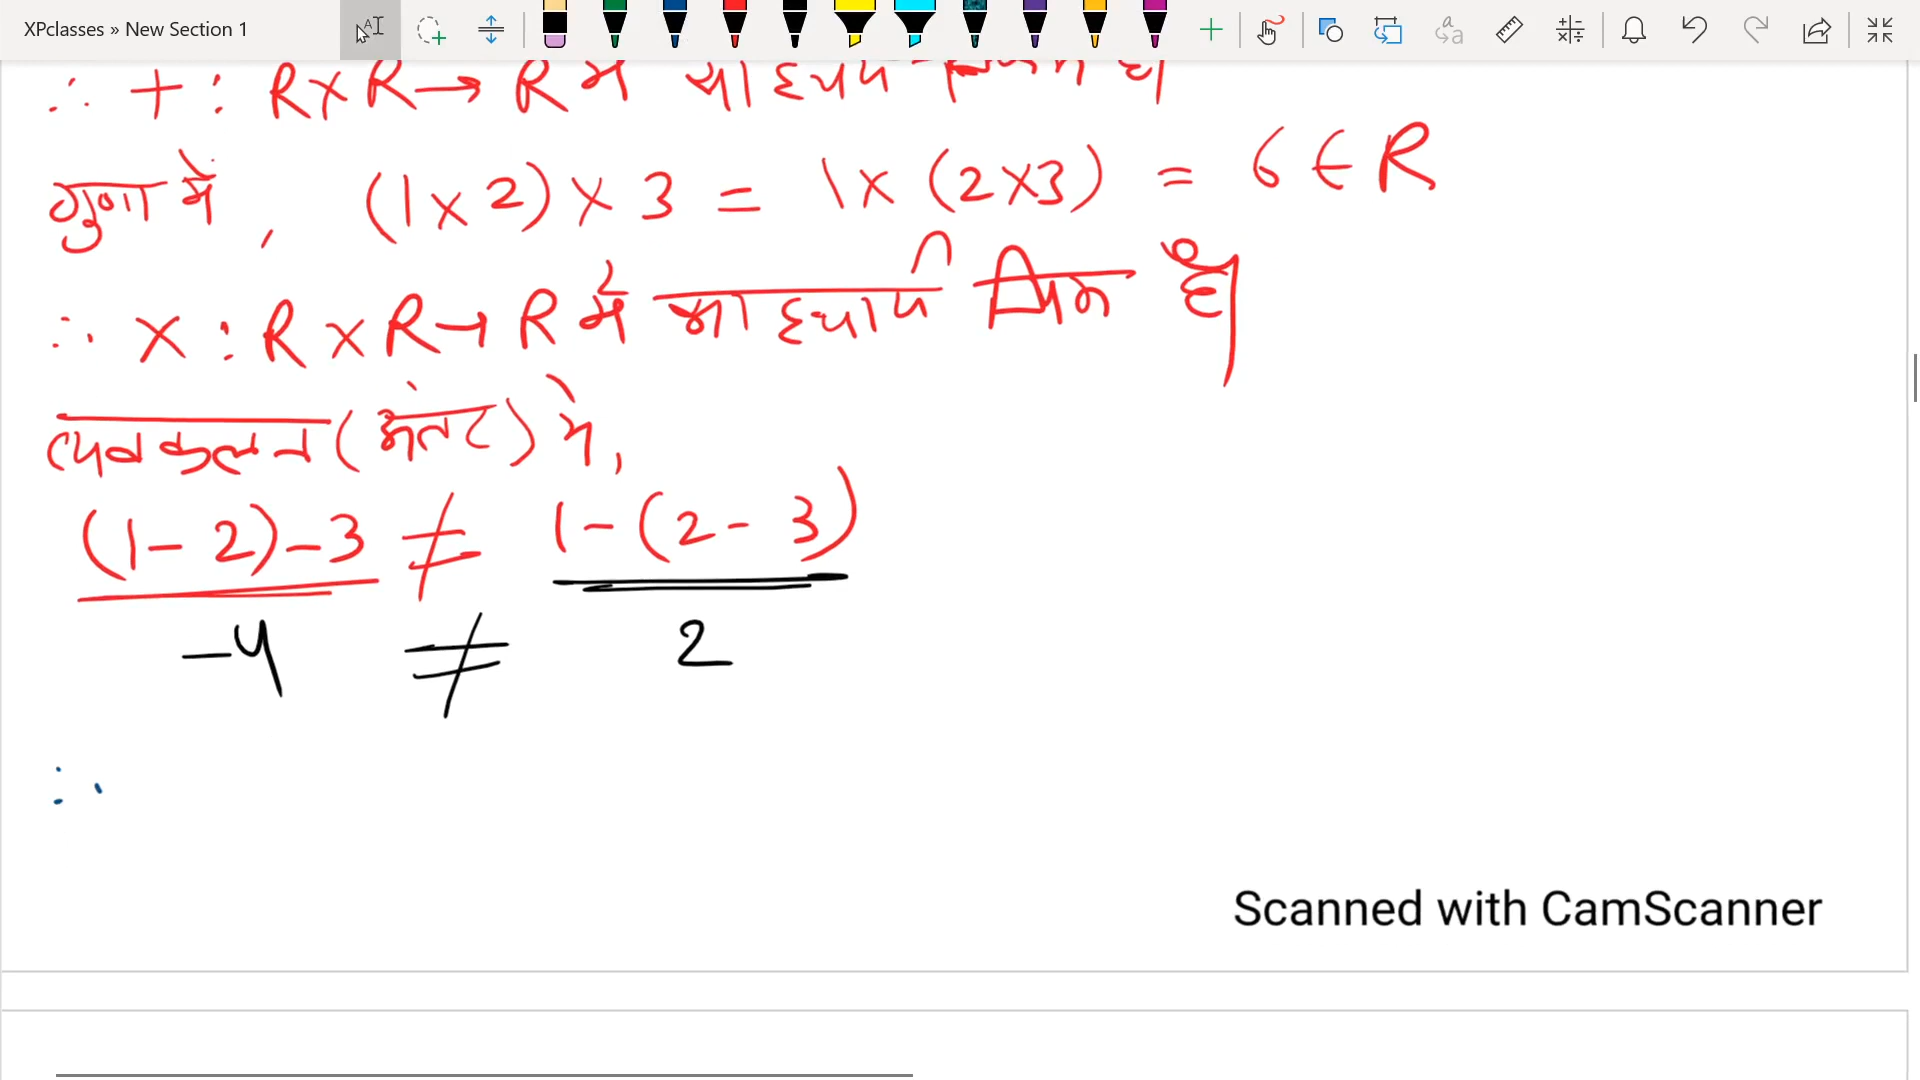 XPclasses » New Section 1
∴ + : R×R → R में साहचर्य नियम है
गुणा में, (1×2)×3 = 1×(2×3) = 6 ∈ R
∴ × : R×R → R में साहचर्य नियम है|
व्यवकलन (अंतर) में,
(1-2)-3 ≠ 1-(2-3)
-4 ≠ 2
∴
Scanned with CamScanner